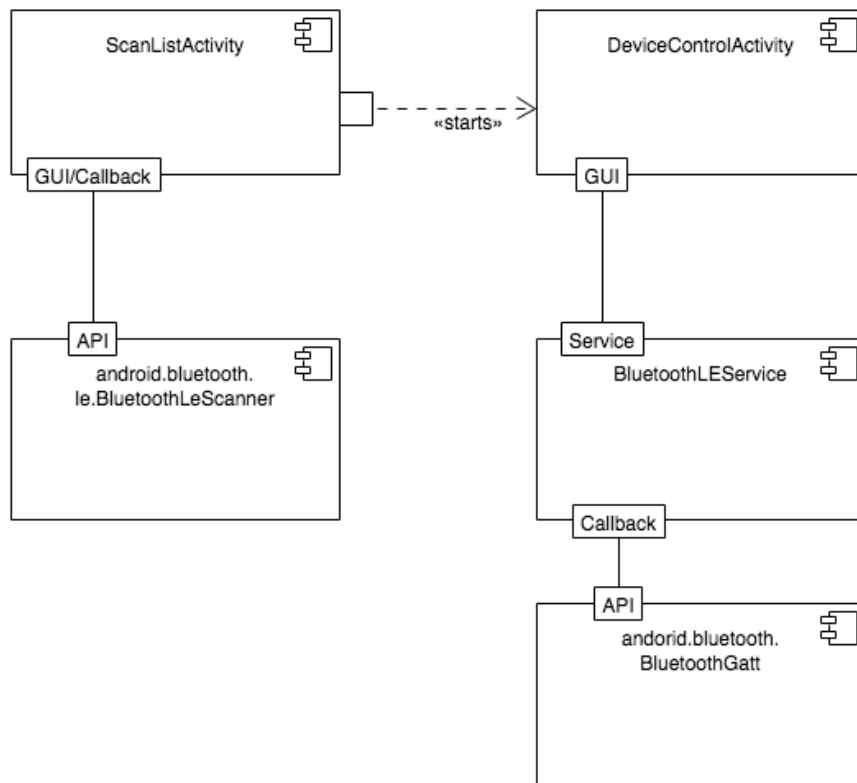 ScanListActivity
DeviceControlActivity
«starts»
GUI/Callback
GUI
API
Service
android.bluetooth.
le.BluetoothLeScanner
BluetoothLEService
Callback
API
andorid.bluetooth.
BluetoothGatt